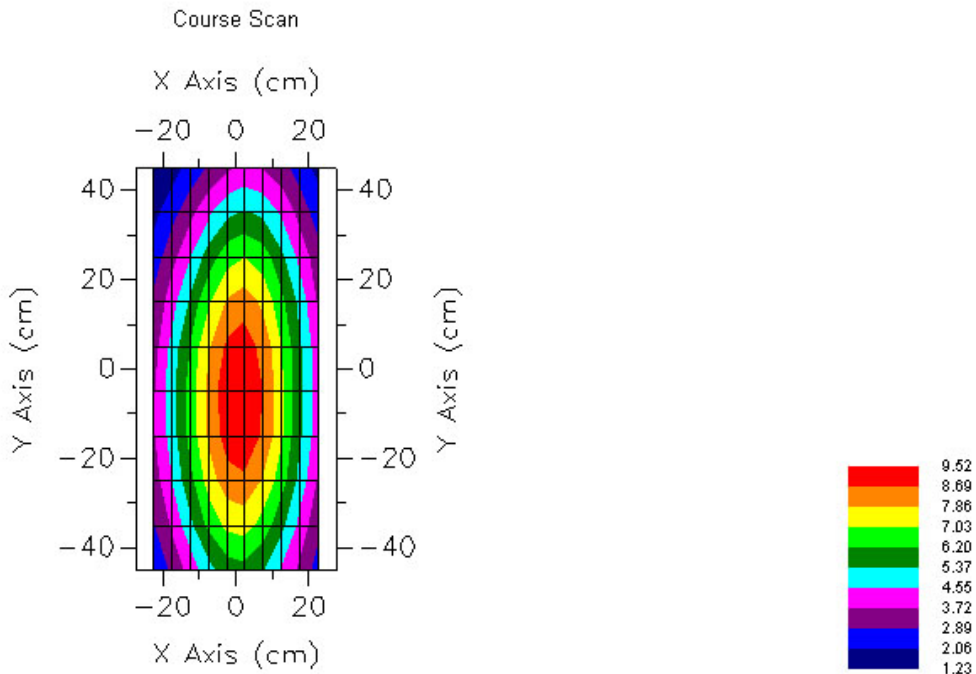 Course Scan
X Axis (cm)
−20 0 20
40 40
20 20
0 0
−20 −20
−40 −40
Y Axis (cm)
Y Axis (cm)
−20 0 20
X Axis (cm)
9.52
8.69
7.86
7.03
6.20
5.37
4.55
3.72
2.89
2.06
1.23